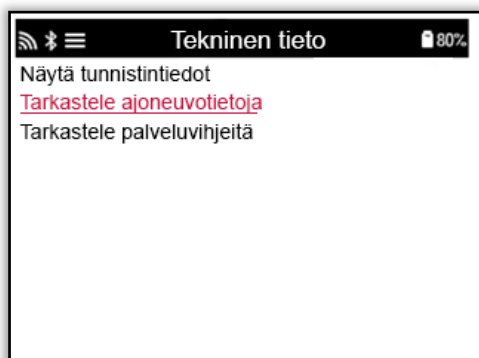 Tekninen tieto 80%
Näytä tunnistintiedot
Tarkastele ajoneuvotietoja
Tarkastele palveluvihjeitä